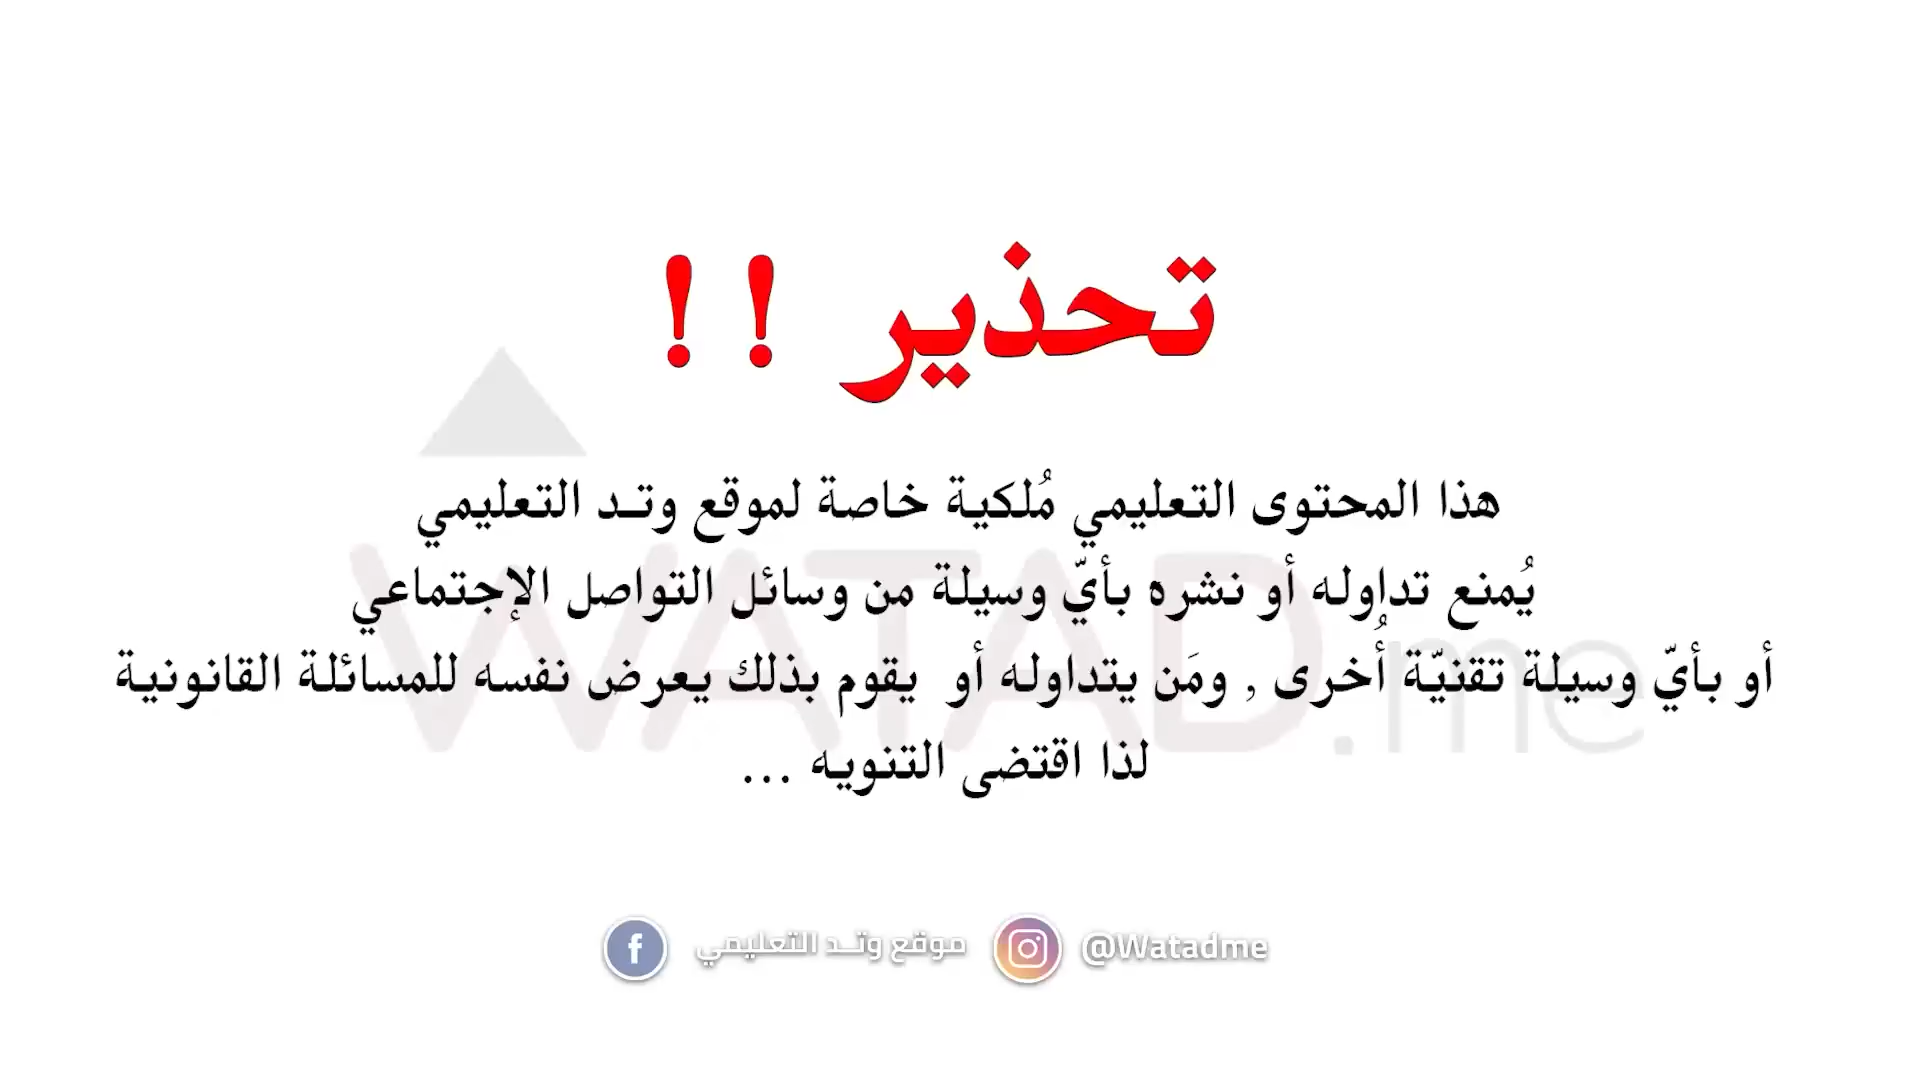 تحذير ! !
هذا المحتوى التعليمي مُلكية خاصة لموقع وتـد التعليمي
يُمنع تداوله أو نشره بأيّ وسيلة من وسائل التواصل الإجتماعي
أو بأيّ وسيلة تقنيّة أُخرى , ومَن يتداوله أو يقوم بذلك يعرض نفسه للمسائلة القانونية
لذا اقتضى التنويه ...
WATAD.me
موقع وتـد التعليمي @Watadme